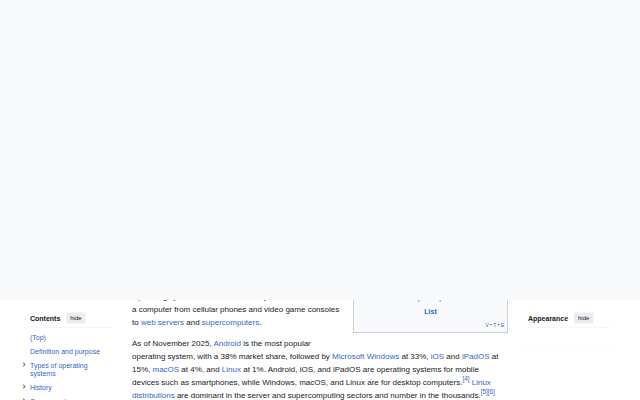 a computer from cellular phones and video game consoles
to web servers and supercomputers.
List
V•T•E
Contents hide
(Top)
Definition and purpose
Types of operating
systems
History
As of November 2025, Android is the most popular
operating system, with a 38% market share, followed by Microsoft Windows at 33%, iOS and iPadOS at
15%, macOS at 4%, and Linux at 1%. Android, iOS, and iPadOS are operating systems for mobile
devices such as smartphones, while Windows, macOS, and Linux are for desktop computers.[4] Linux
distributions are dominant in the server and supercomputing sectors and number in the thousands.[5][6]
Appearance hide